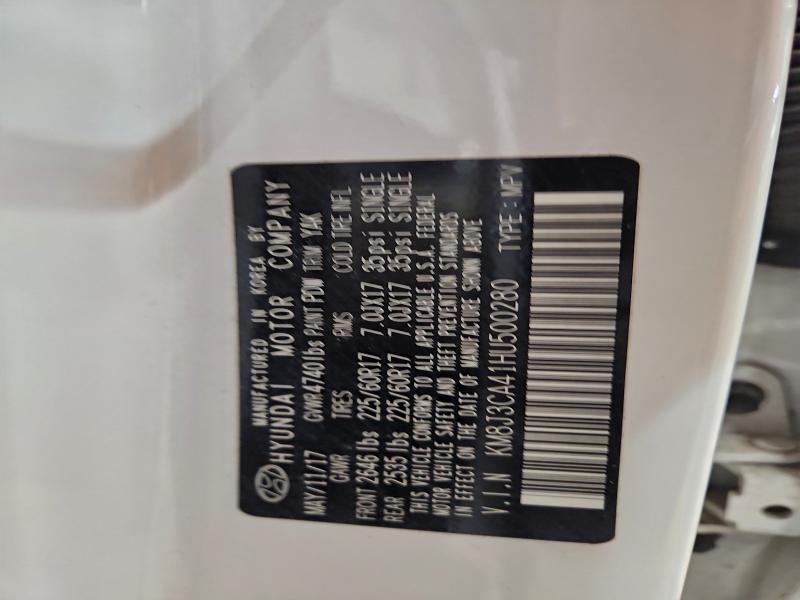 MANUFACTURED IN KOREA BY
HYUNDAI MOTOR COMPANY
MAY/11/17 GVWR4740lbs PAINT PDW TRIM YAK
GAWR TIRES RIMS COLD TIRE INFL
FRONT 2646 lbs 225/60R17 7.0JX17 35psi SINGLE
REAR 2535 lbs 225/60R17 7.0JX17 35psi SINGLE
THIS VEHICLE CONFORMS TO ALL APPLICABLE U.S.A. FEDERAL
MOTOR VEHICLE SAFETY AND THEFT PREVENTION STANDARDS
IN EFFECT ON THE DATE OF MANUFACTURE SHOWN ABOVE
V.I.N KM8J3CA41HU500280 TYPE : MPV